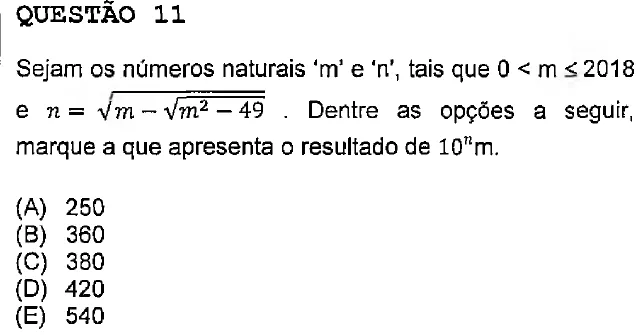 QUESTÃO 11
Sejam os números naturais ‘m’ e ‘n’, tais que 0 < m ≤ 2018
e n = √(m − √(m² − 49)) . Dentre as opções a seguir,
marque a que apresenta o resultado de 10ⁿm.
(A) 250
(B) 360
(C) 380
(D) 420
(E) 540